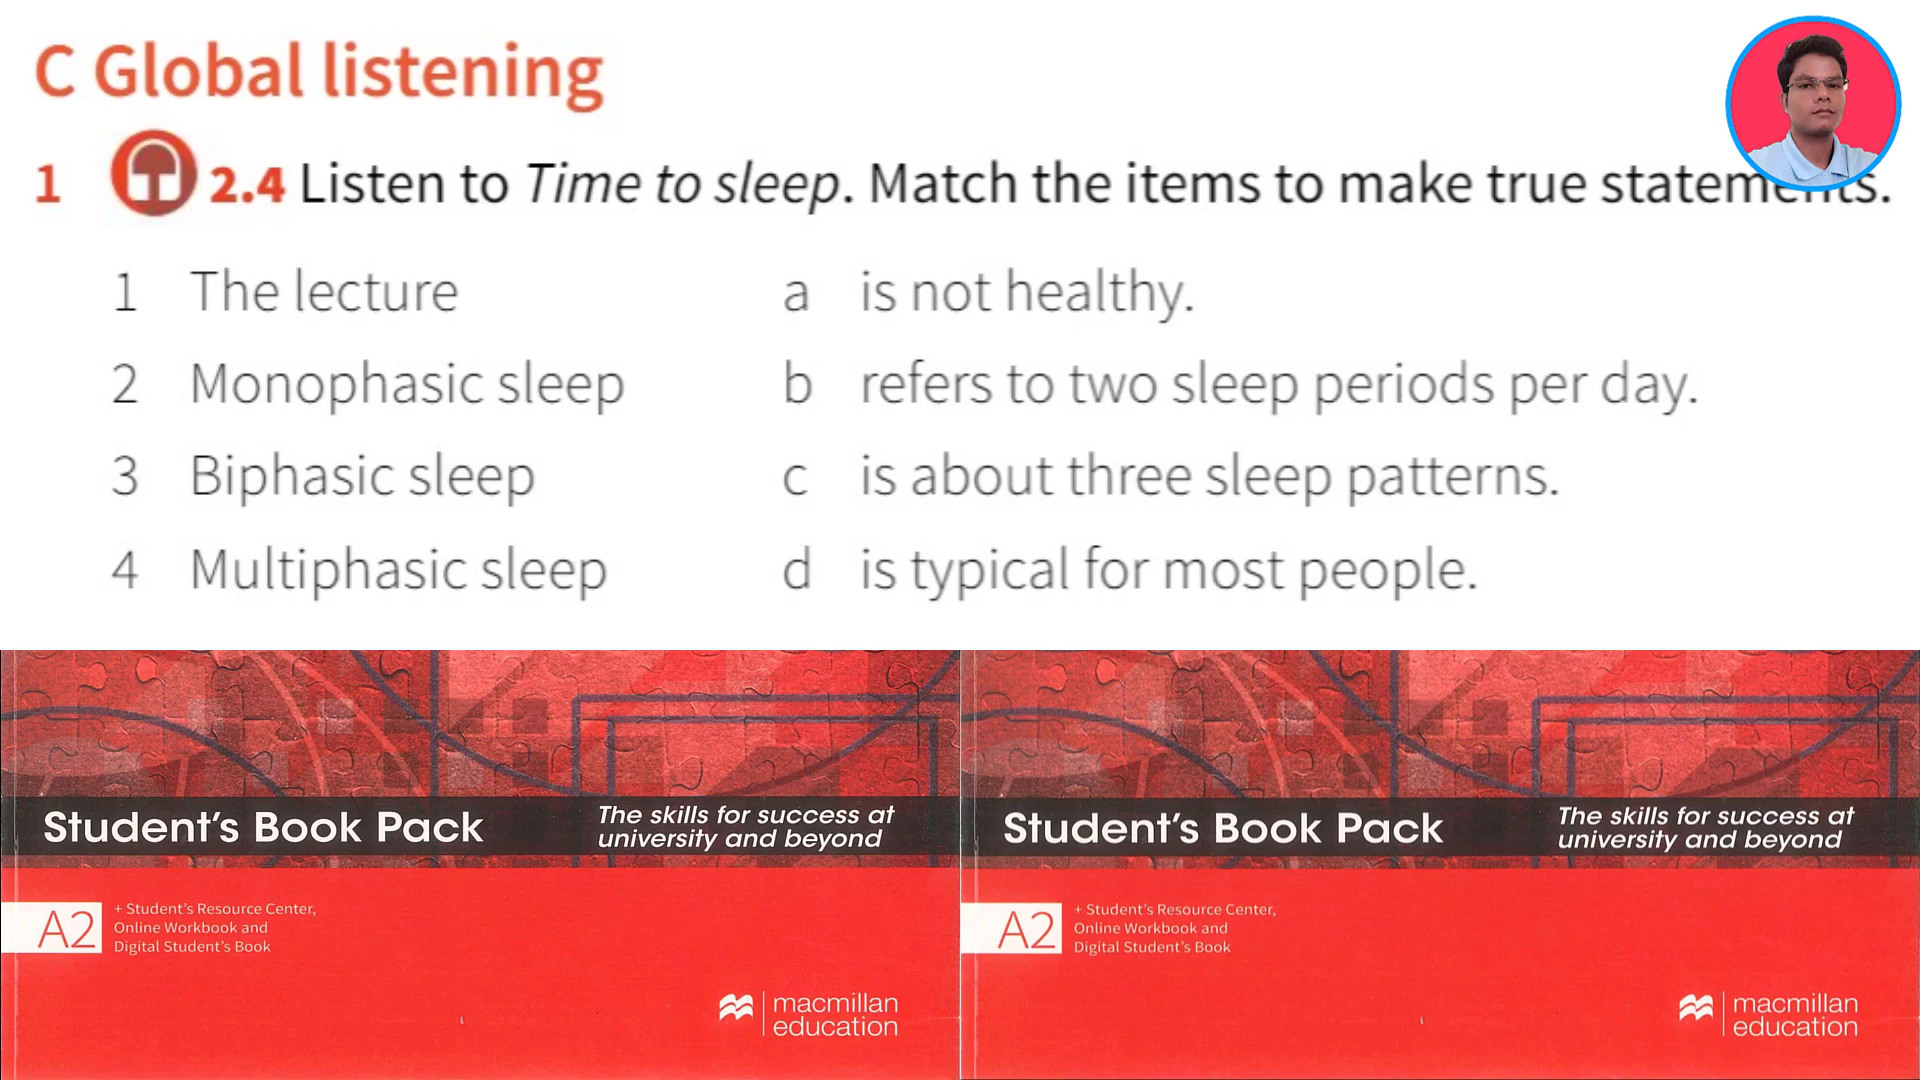 C Global listening
1 2.4 Listen to Time to sleep. Match the items to make true statements.
1 The lecture a is not healthy.
2 Monophasic sleep b refers to two sleep periods per day.
3 Biphasic sleep c is about three sleep patterns.
4 Multiphasic sleep d is typical for most people.
Student's Book Pack
The skills for success at
university and beyond
A2
+ Student's Resource Center,
Online Workbook and
Digital Student's Book
macmillan
education
Student's Book Pack
The skills for success at
university and beyond
A2
+ Student's Resource Center,
Online Workbook and
Digital Student's Book
macmillan
education